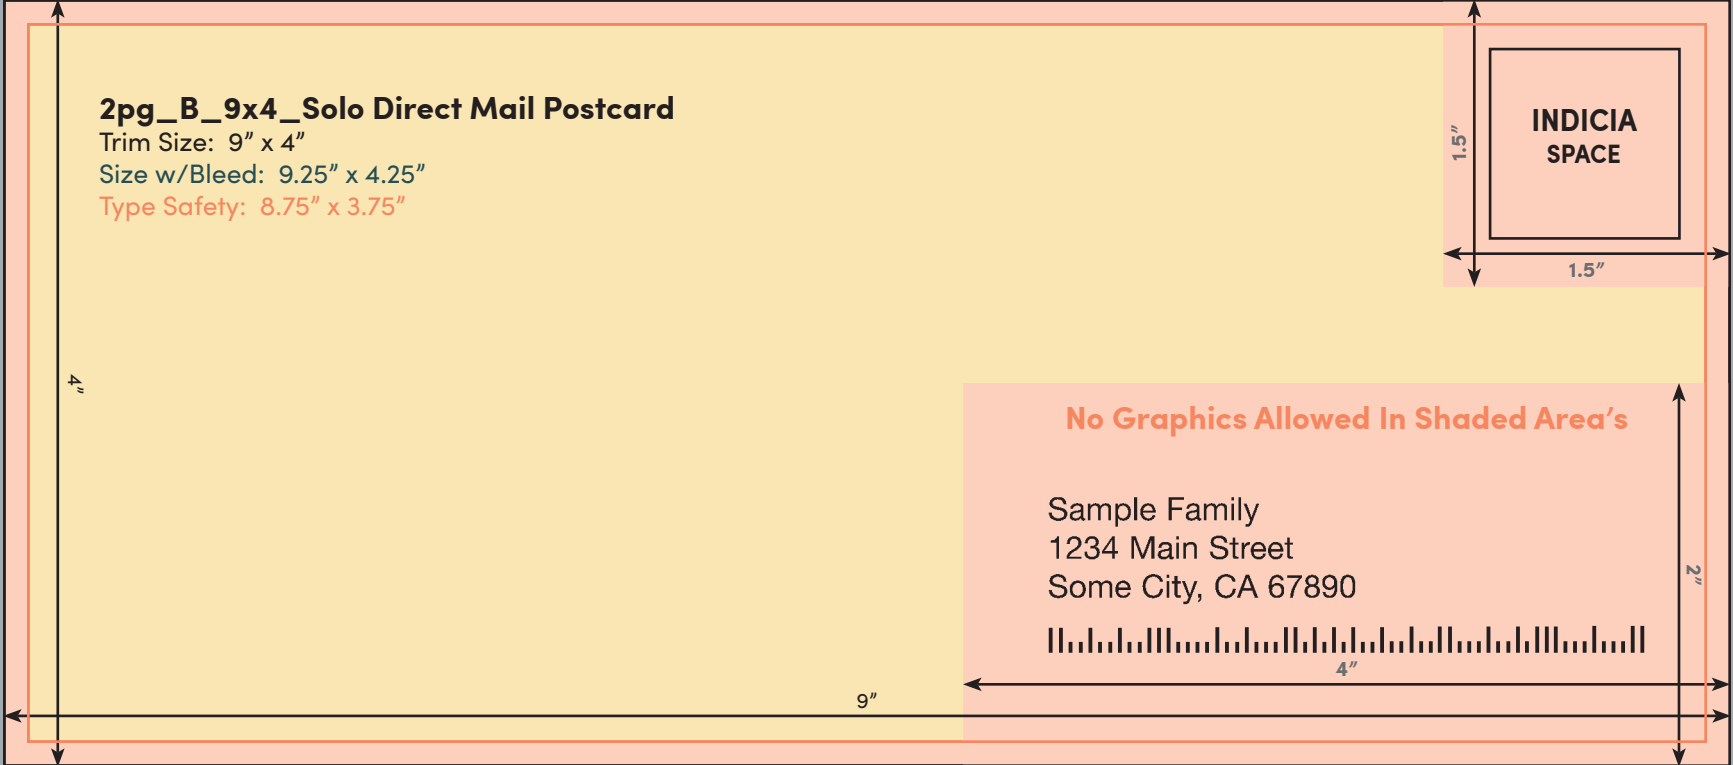 2pg_B_9x4_Solo Direct Mail Postcard
Trim Size:  9” x 4”
Size w/Bleed:  9.25” x 4.25”
Type Safety:  8.75” x 3.75”
INDICIA
SPACE
1.5”
1.5”
4”
No Graphics Allowed In Shaded Area’s
Sample Family
1234 Main Street
Some City, CA 67890
2”
4”
9”